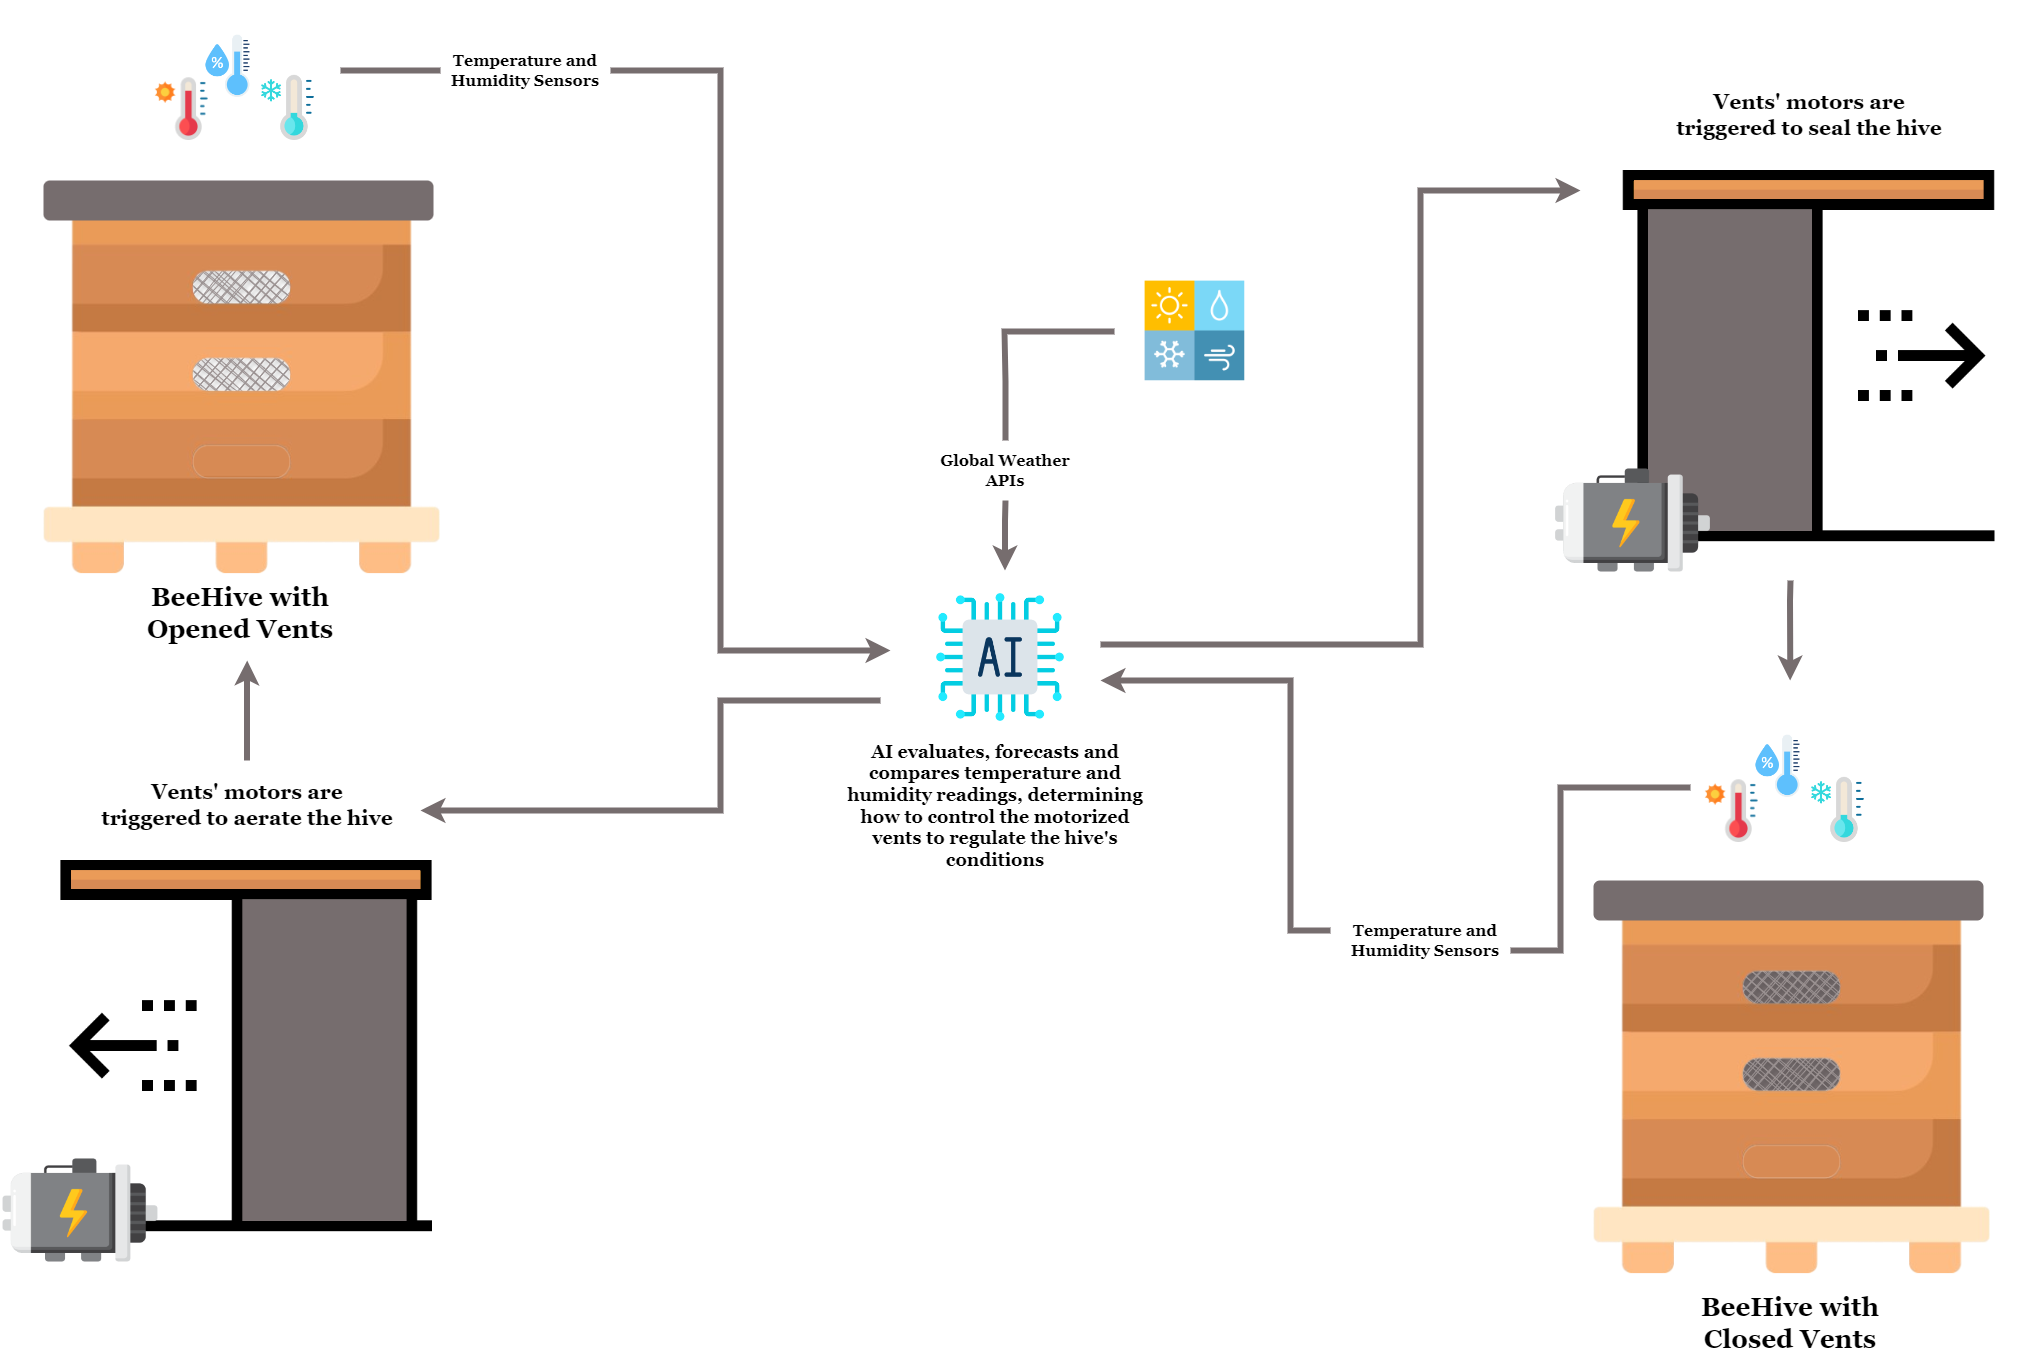 Temperature and
Humidity Sensors
%
Vents' motors are
triggered to seal the hive
Global Weather
APIs
BeeHive with
Opened Vents
AI
AI evaluates, forecasts and
compares temperature and
humidity readings, determining
how to control the motorized
vents to regulate the hive's
conditions
Vents' motors are
triggered to aerate the hive
%
Temperature and
Humidity Sensors
BeeHive with
Closed Vents